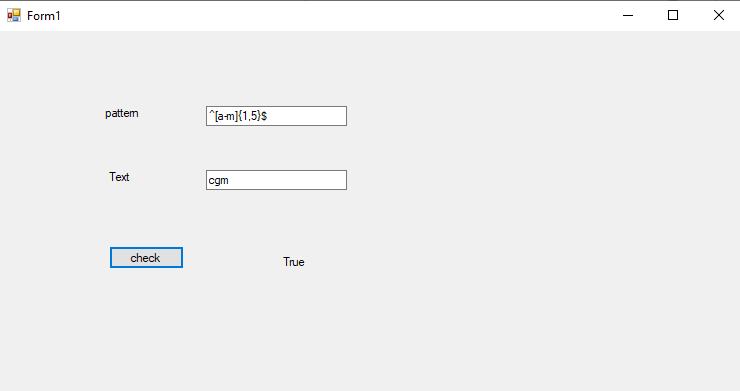 Form1
pattern
^[a-m]{1,5}$
Text
cgm
check
True